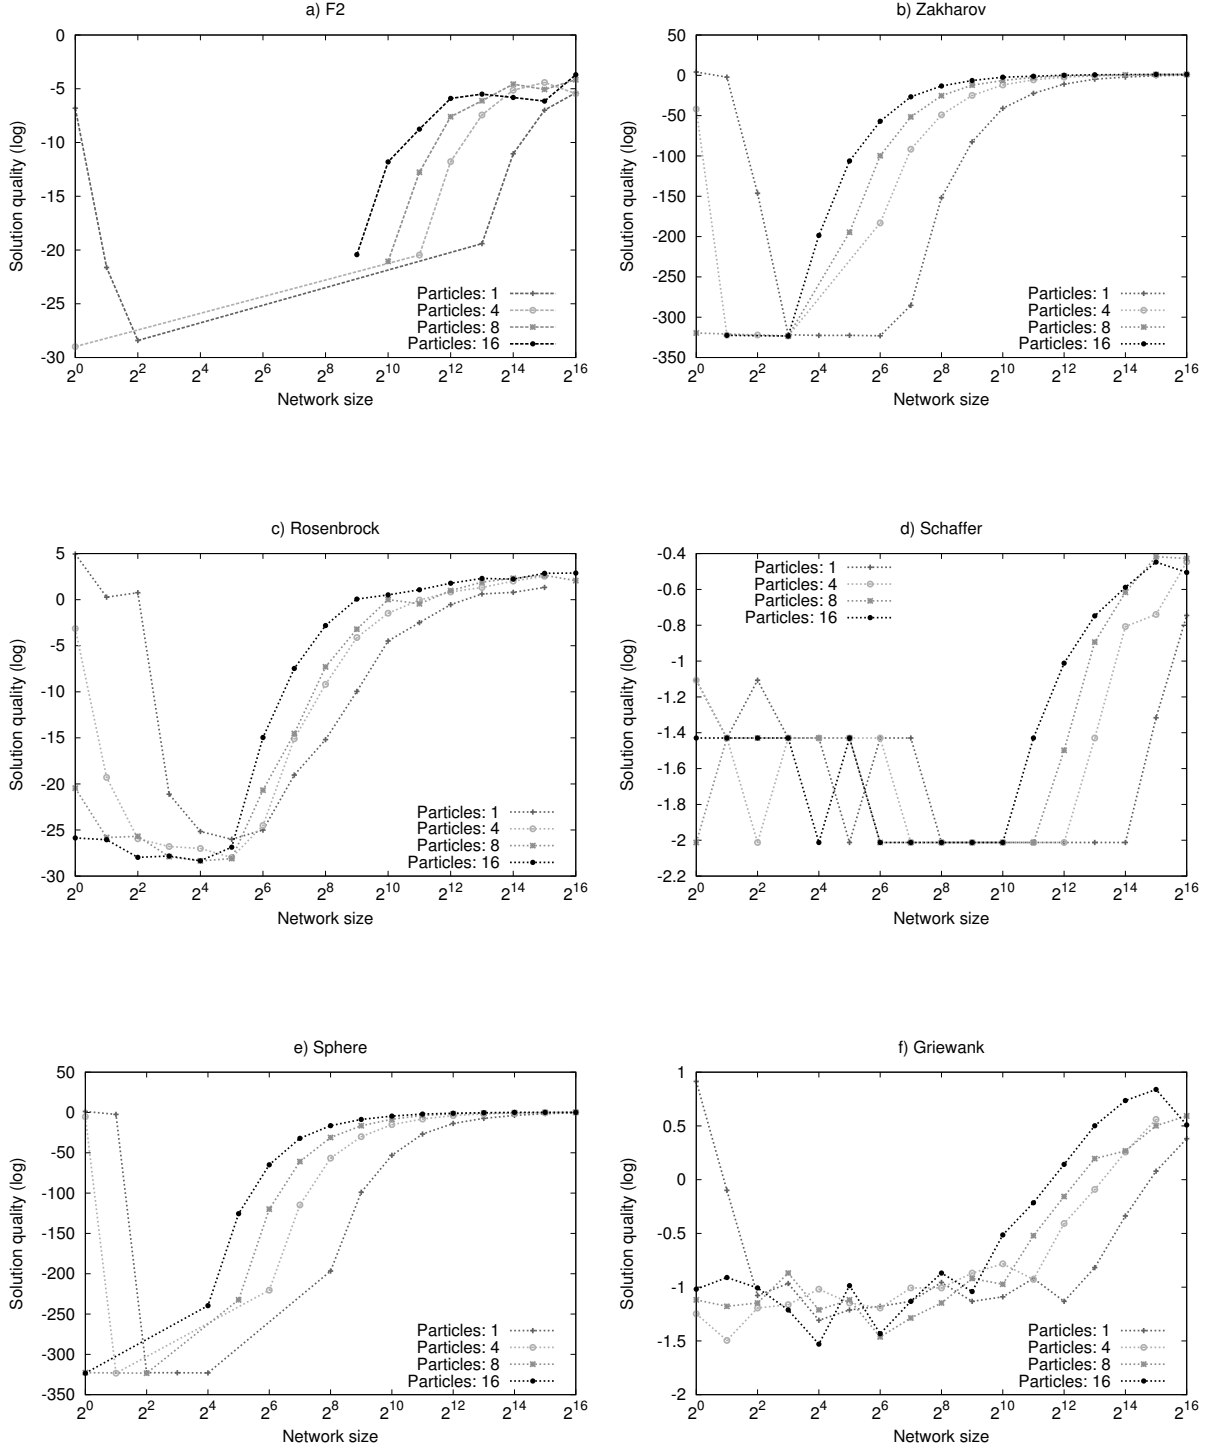 a) F2
0
-5
-10
-15
-20
-25
-30
Solution quality (log)
Particles: 1
Particles: 4
Particles: 8
Particles: 16
2^0 2^2 2^4 2^6 2^8 2^10 2^12 2^14 2^16
Network size
b) Zakharov
50
0
-50
-100
-150
-200
-250
-300
-350
Solution quality (log)
Particles: 1
Particles: 4
Particles: 8
Particles: 16
2^0 2^2 2^4 2^6 2^8 2^10 2^12 2^14 2^16
Network size
c) Rosenbrock
5
0
-5
-10
-15
-20
-25
-30
Solution quality (log)
Particles: 1
Particles: 4
Particles: 8
Particles: 16
2^0 2^2 2^4 2^6 2^8 2^10 2^12 2^14 2^16
Network size
d) Schaffer
-0.4
-0.6
-0.8
-1
-1.2
-1.4
-1.6
-1.8
-2
-2.2
Solution quality (log)
Particles: 1
Particles: 4
Particles: 8
Particles: 16
2^0 2^2 2^4 2^6 2^8 2^10 2^12 2^14 2^16
Network size
e) Sphere
50
0
-50
-100
-150
-200
-250
-300
-350
Solution quality (log)
Particles: 1
Particles: 4
Particles: 8
Particles: 16
2^0 2^2 2^4 2^6 2^8 2^10 2^12 2^14 2^16
Network size
f) Griewank
1
0.5
0
-0.5
-1
-1.5
-2
Solution quality (log)
Particles: 1
Particles: 4
Particles: 8
Particles: 16
2^0 2^2 2^4 2^6 2^8 2^10 2^12 2^14 2^16
Network size